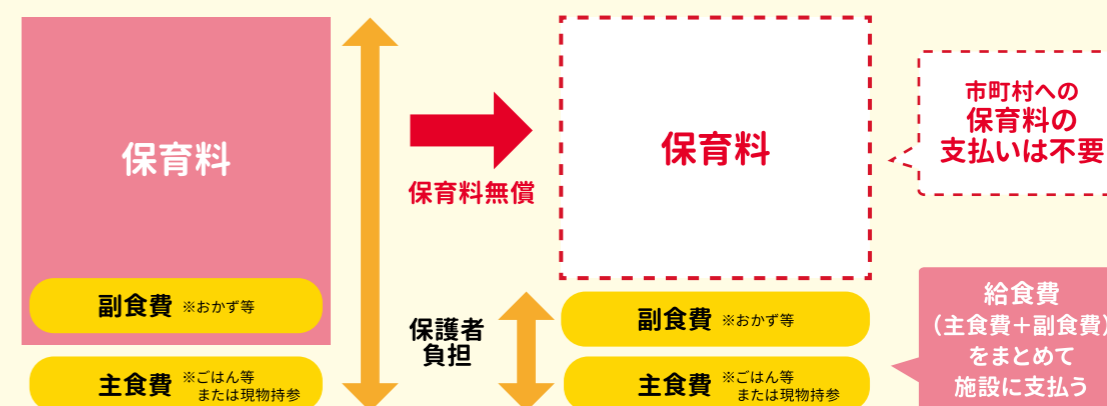 保育料
副食費 ※おかず等
主食費 ※ごはん等
または現物持参
保育料無償
保護者
負担
保育料
副食費 ※おかず等
主食費 ※ごはん等
または現物持参
市町村への
保育料の
支払いは不要
給食費
（主食費＋副食費）
をまとめて
施設に支払う